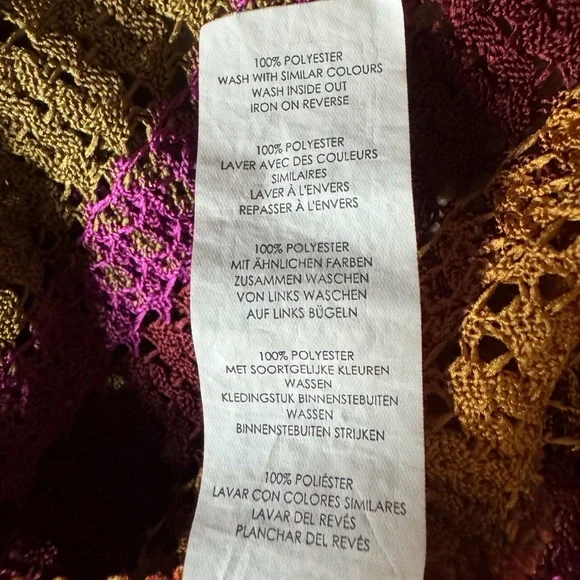 100% POLYESTER
WASH WITH SIMILAR COLOURS
WASH INSIDE OUT
IRON ON REVERSE
100% POLYESTER
LAVER AVEC DES COULEURS
SIMILAIRES
LAVER À L'ENVERS
REPASSER À L'ENVERS
100% POLYESTER
MIT ÄHNLICHEN FARBEN
ZUSAMMEN WASCHEN
VON LINKS WASCHEN
AUF LINKS BÜGELN
100% POLYESTER
MET SOORTGELIJKE KLEUREN
WASSEN
KLEDINGSTUK BINNENSTEBUITEN
WASSEN
BINNENSTEBUITEN STRIJKEN
100% POLIÉSTER
LAVAR CON COLORES SIMILARES
LAVAR DEL REVÉS
PLANCHAR DEL REVÉS